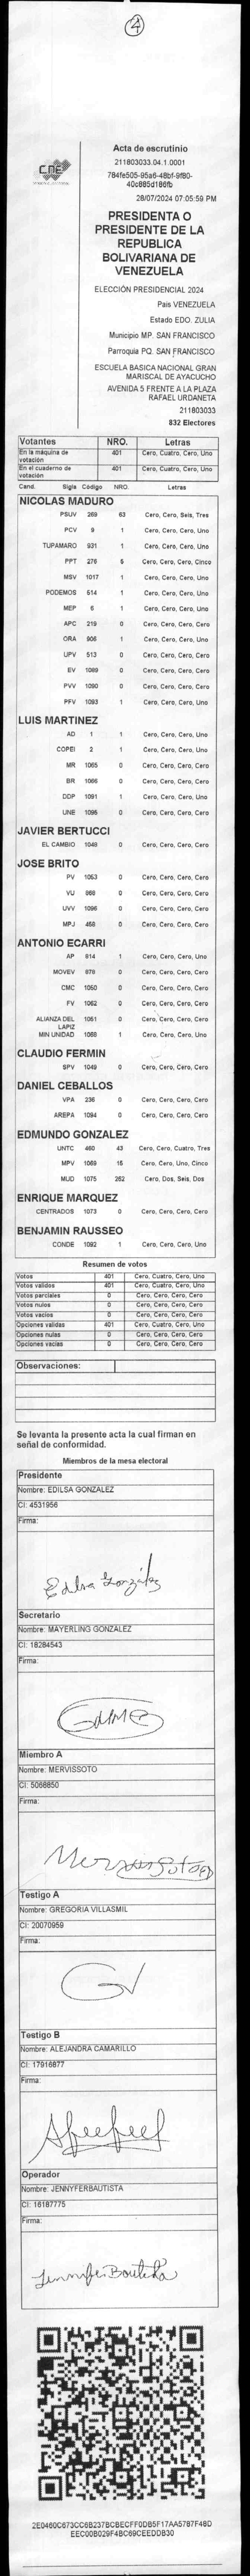 4
CNE
Acta de escrutinio
211803033.04.1.0001
28/07/2024 07:05:59 PM
PRESIDENTA O
PRESIDENTE DE LA
REPUBLICA
BOLIVARIANA DE
VENEZUELA
ELECCIÓN PRESIDENCIAL 2024
Pais VENEZUELA
Estado EDO. ZULIA
Municipio MP. SAN FRANCISCO
Parroquia PQ. SAN FRANCISCO
ESCUELA BASICA NACIONAL GRAN
MARISCAL DE AYACUCHO
AVENIDA 5 FRENTE A LA PLAZA
RAFAEL URDANETA
211803033
832 Electores
Votantes NRO. Letras
En la máquina de votación 401 Cero, Cuatro, Cero, Uno
En el cuaderno de votación 401 Cero, Cuatro, Cero, Uno
Cand. Sigla Código NRO. Letras
NICOLAS MADURO
PSUV 269 63 Cero, Cero, Seis, Tres
PCV 9 1 Cero, Cero, Cero, Uno
TUPAMARO 931 1 Cero, Cero, Cero, Uno
PPT 276 5 Cero, Cero, Cero, Cinco
MSV 1017 1 Cero, Cero, Cero, Uno
PODEMOS 514 1 Cero, Cero, Cero, Uno
MEP 6 1 Cero, Cero, Cero, Uno
APC 219 0 Cero, Cero, Cero, Cero
ORA 906 1 Cero, Cero, Cero, Uno
UPV 513 0 Cero, Cero, Cero, Cero
EV 1089 0 Cero, Cero, Cero, Cero
PVV 1090 0 Cero, Cero, Cero, Cero
PFV 1093 1 Cero, Cero, Cero, Uno
LUIS MARTINEZ
AD 1 1 Cero, Cero, Cero, Uno
COPEI 2 1 Cero, Cero, Cero, Uno
MR 1065 0 Cero, Cero, Cero, Cero
BR 1086 0 Cero, Cero, Cero, Cero
DDP 1091 1 Cero, Cero, Cero, Uno
UNE 1095 0 Cero, Cero, Cero, Cero
JAVIER BERTUCCI
EL CAMBIO 1048 0 Cero, Cero, Cero, Cero
JOSE BRITO
PV 1053 0 Cero, Cero, Cero, Cero
VU 968 0 Cero, Cero, Cero, Cero
UVV 1096 0 Cero, Cero, Cero, Cero
MPJ 458 0 Cero, Cero, Cero, Cero
ANTONIO ECARRI
AP 814 1 Cero, Cero, Cero, Uno
MOVEV 878 0 Cero, Cero, Cero, Cero
CMC 1050 0 Cero, Cero, Cero, Cero
FV 1062 0 Cero, Cero, Cero, Cero
ALIANZA DEL LAPIZ 1051 0 Cero, Cero, Cero, Cero
MIN UNIDAD 1088 1 Cero, Cero, Cero, Uno
CLAUDIO FERMIN
SPV 1049 0 Cero, Cero, Cero, Cero
DANIEL CEBALLOS
VPA 236 0 Cero, Cero, Cero, Cero
AREPA 1094 0 Cero, Cero, Cero, Cero
EDMUNDO GONZALEZ
UNTC 460 43 Cero, Cero, Cuatro, Tres
MPV 1069 15 Cero, Cero, Uno, Cinco
MUD 1075 262 Cero, Dos, Seis, Dos
ENRIQUE MARQUEZ
CENTRADOS 1073 0 Cero, Cero, Cero, Cero
BENJAMIN RAUSSEO
CONDE 1092 1 Cero, Cero, Cero, Uno
Resumen de votos
Votos 401 Cero, Cuatro, Cero, Uno
Votos validos 401 Cero, Cuatro, Cero, Uno
Votos parciales 0 Cero, Cero, Cero, Cero
Votos nulos 0 Cero, Cero, Cero, Cero
Votos vacios 0 Cero, Cero, Cero, Cero
Opciones validas 401 Cero, Cuatro, Cero, Uno
Opciones nulas 0 Cero, Cero, Cero, Cero
Opciones vacias 0 Cero, Cero, Cero, Cero
Observaciones:
Se levanta la presente acta la cual firman en
señal de conformidad.
Miembros de la mesa electoral
Presidente
Nombre: EDILSA GONZALEZ
CI: 4531956
Firma:
Edilsa González
Secretario
Nombre: MAYERLING GONZALEZ
CI: 18284543
Firma:
Miembro A
Nombre: MERVISSOTO
CI: 5068850
Firma:
Testigo A
Nombre: GREGORIA VILLASMIL
CI: 20070959
Firma:
GV
Testigo B
Nombre: ALEJANDRA CAMARILLO
CI: 17916877
Firma:
Operador
Nombre: JENNYFERBAUTISTA
CI: 16187775
Firma: